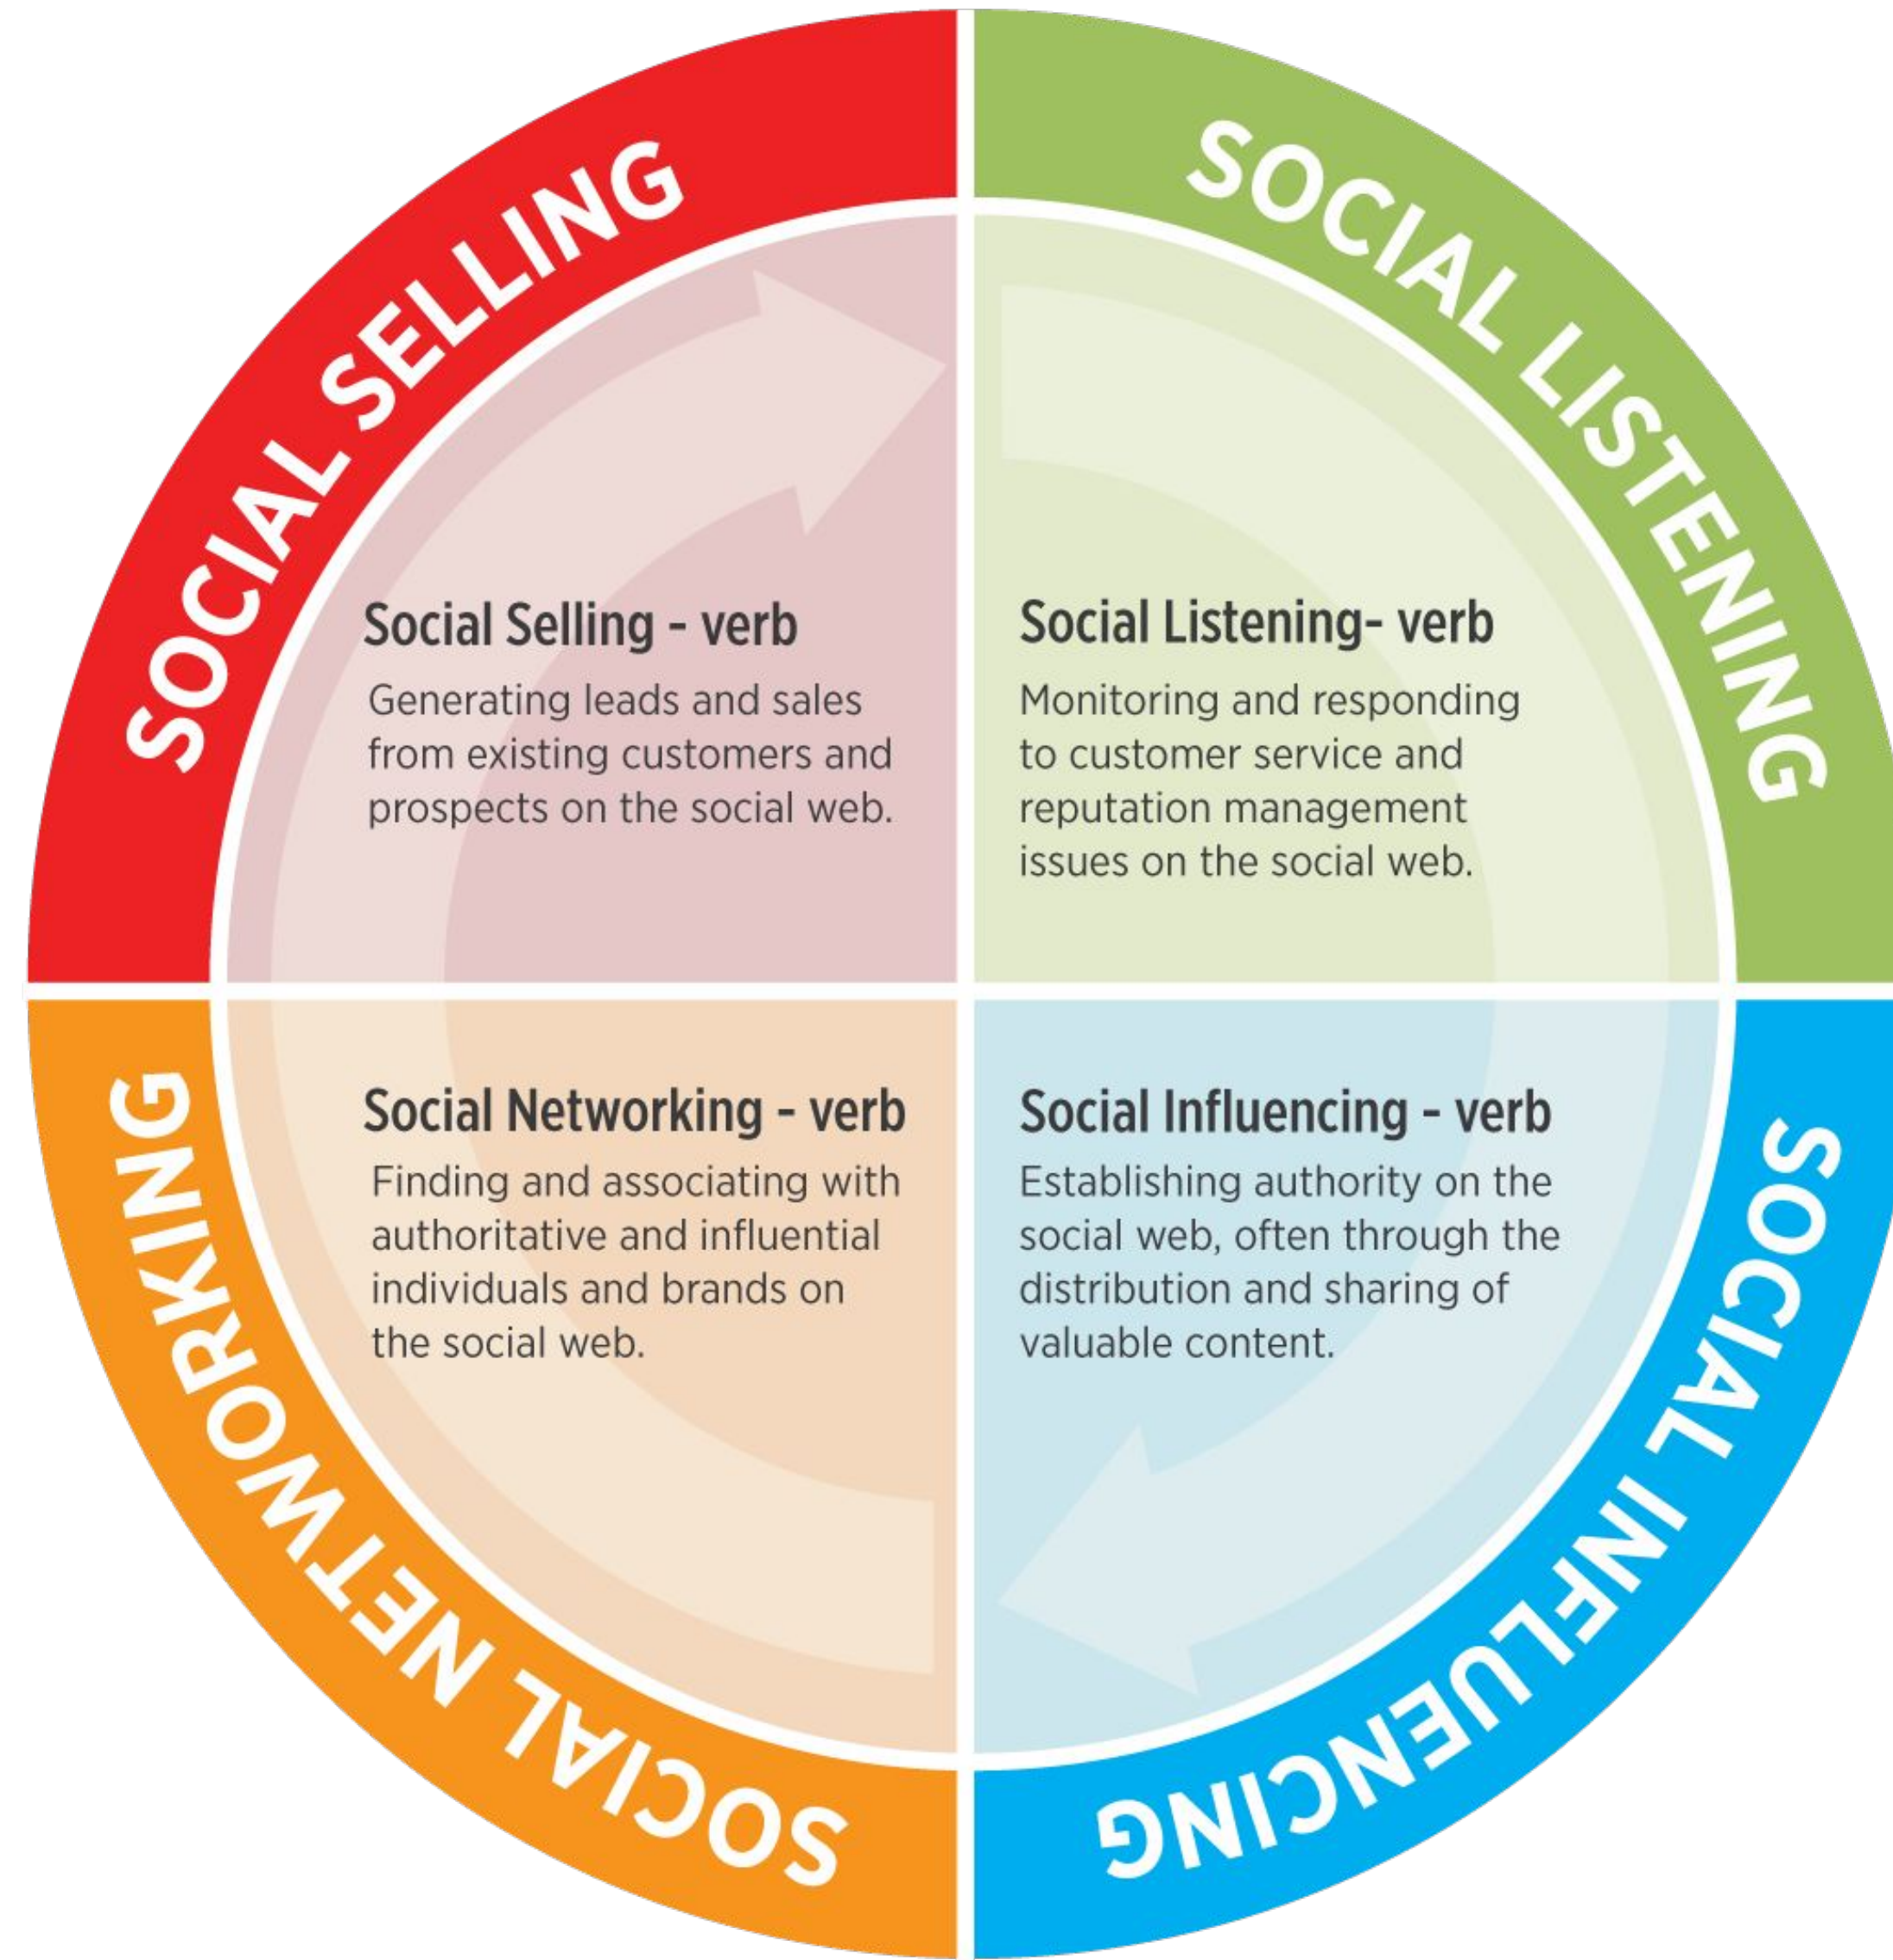 SOCIAL SELLING
SOCIAL LISTENING
Social Selling - verb
Generating leads and sales
from existing customers and
prospects on the social web.
Social Listening- verb
Monitoring and responding
to customer service and
reputation management
issues on the social web.
Social Networking - verb
Finding and associating with
authoritative and influential
individuals and brands on
the social web.
Social Influencing - verb
Establishing authority on the
social web, often through the
distribution and sharing of
valuable content.
SOCIAL NETWORKING
SOCIAL INFLUENCING